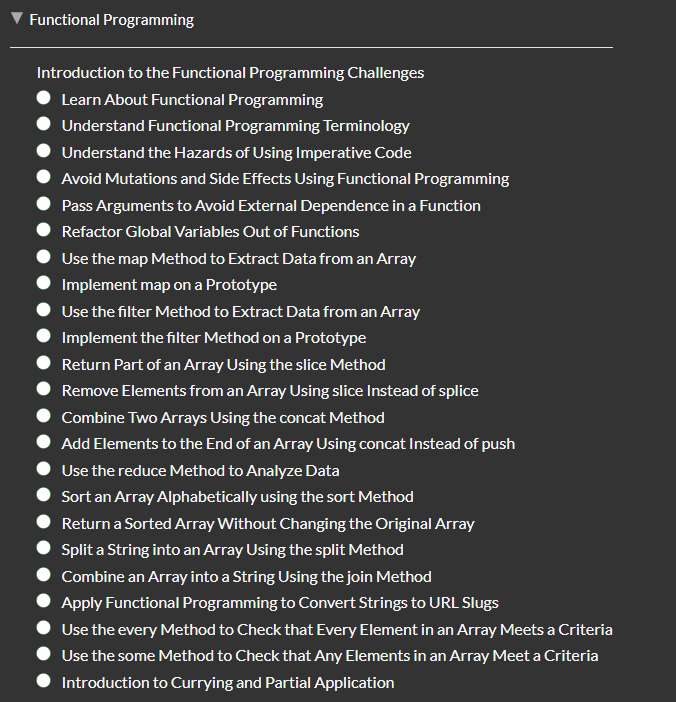 Functional Programming
Introduction to the Functional Programming Challenges
Learn About Functional Programming
Understand Functional Programming Terminology
Understand the Hazards of Using Imperative Code
Avoid Mutations and Side Effects Using Functional Programming
Pass Arguments to Avoid External Dependence in a Function
Refactor Global Variables Out of Functions
Use the map Method to Extract Data from an Array
Implement map on a Prototype
Use the filter Method to Extract Data from an Array
Implement the filter Method on a Prototype
Return Part of an Array Using the slice Method
Remove Elements from an Array Using slice Instead of splice
Combine Two Arrays Using the concat Method
Add Elements to the End of an Array Using concat Instead of push
Use the reduce Method to Analyze Data
Sort an Array Alphabetically using the sort Method
Return a Sorted Array Without Changing the Original Array
Split a String into an Array Using the split Method
Combine an Array into a String Using the join Method
Apply Functional Programming to Convert Strings to URL Slugs
Use the every Method to Check that Every Element in an Array Meets a Criteria
Use the some Method to Check that Any Elements in an Array Meet a Criteria
Introduction to Currying and Partial Application